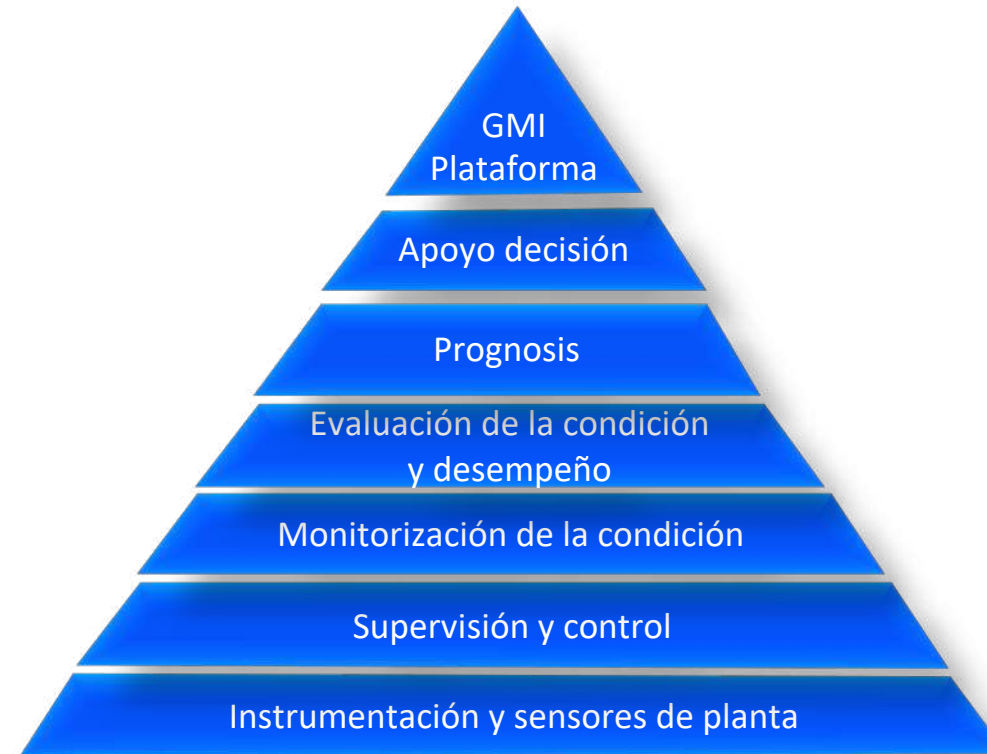 GMI
Plataforma
Apoyo decisión
Prognosis
Evaluación de la condición
y desempeño
Monitorización de la condición
Supervisión y control
Instrumentación y sensores de planta